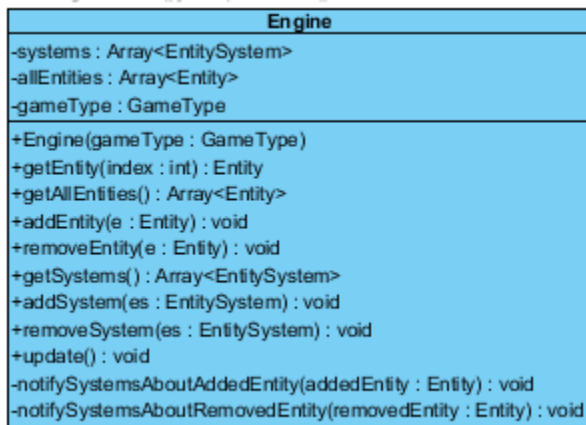 Engine
-systems : Array<EntitySystem>
-allEntities : Array<Entity>
-gameType : GameType
+Engine(gameType : GameType)
+getEntity(index : int) : Entity
+getAllEntities() : Array<Entity>
+addEntity(e : Entity) : void
+removeEntity(e : Entity) : void
+getSystems() : Array<EntitySystem>
+addSystem(es : EntitySystem) : void
+removeSystem(es : EntitySystem) : void
+update() : void
-notifySystemsAboutAddedEntity(addedEntity : Entity) : void
-notifySystemsAboutRemovedEntity(removedEntity : Entity) : void